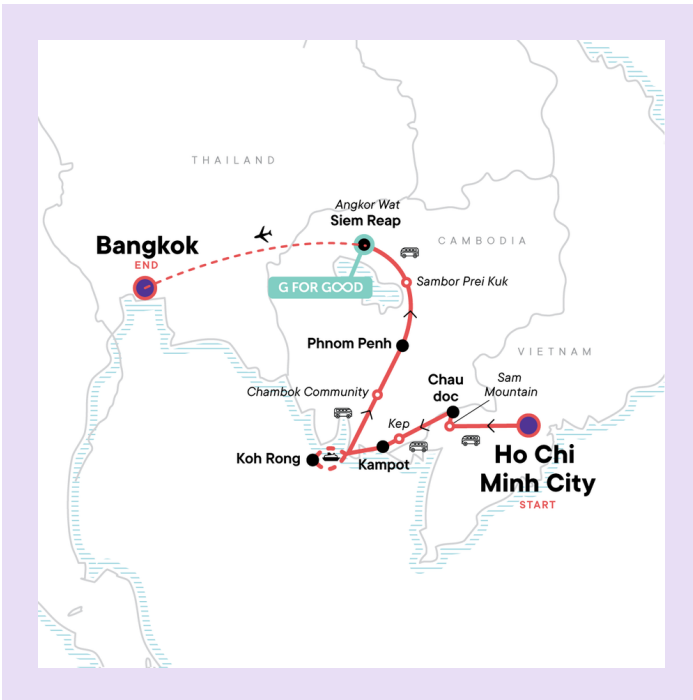 THAILAND
Angkor Wat
Siem Reap
Bangkok
END
CAMBODIA
G FOR GOOD
Sambor Prei Kuk
Phnom Penh
VIETNAM
Chau
doc
Sam
Mountain
Chambok Community
Kep
Koh Rong
Kampot
Ho Chi
Minh City
START